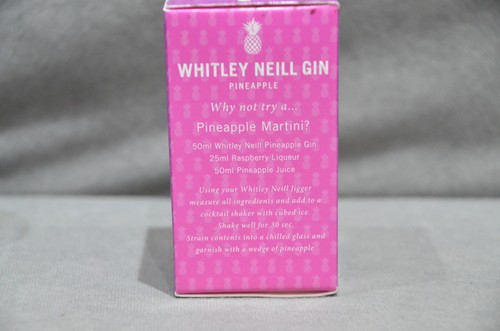 WHITLEY NEILL GIN
PINEAPPLE
Why not try a...
Pineapple Martini?
50ml Whitley Neill Pineapple Gin
25ml Raspberry Liqueur
50ml Pineapple Juice
Using your Whitley Neill Jigger
measure all ingredients and add to a
cocktail shaker with cubed ice.
Shake well for 30 sec.
Strain contents into a chilled glass and
garnish with a wedge of pineapple